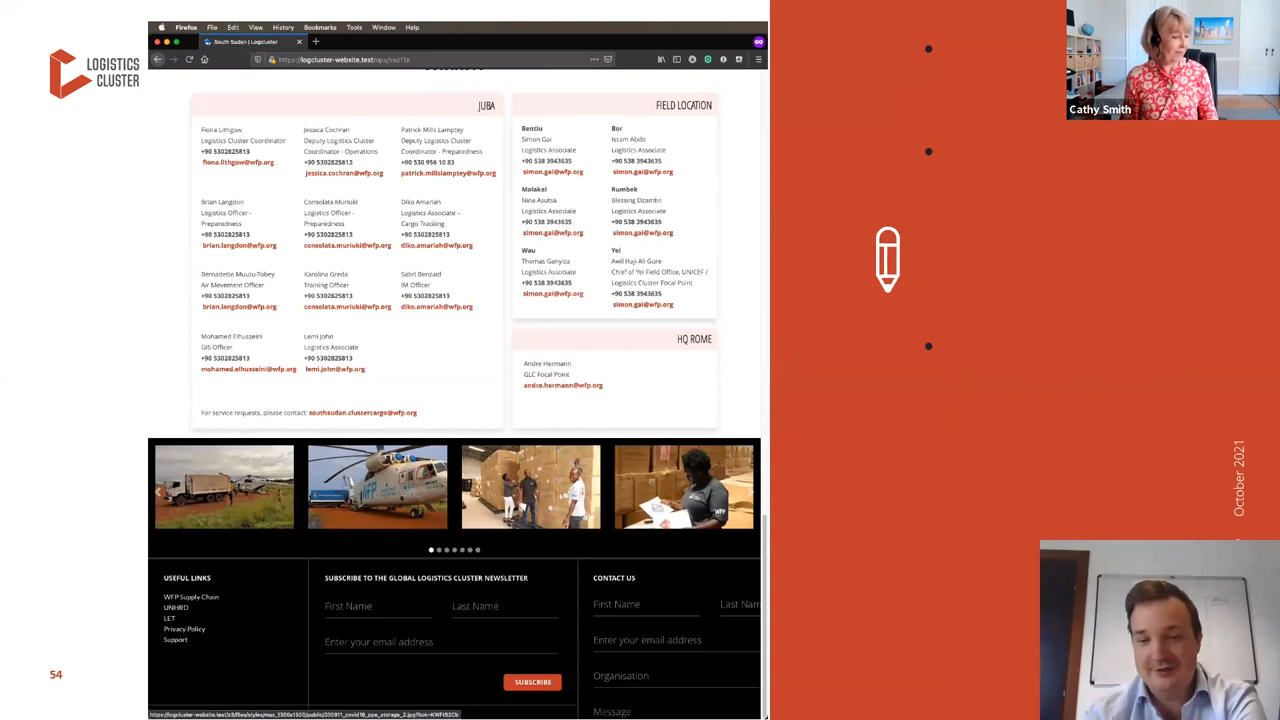 LOGISTICS
CLUSTER
Firefox File Edit View History Bookmarks Tools Window Help
South Sudan | Logcluster
https://logcluster-website.test/ops/ssd11a
JUBA
Fiona Lithgow
Logistics Cluster Coordinator
+90 5302825813
fiona.lithgow@wfp.org
Jessica Cochran
Deputy Logistics Cluster
Coordinator - Operations
+90 5302825813
jessica.cochran@wfp.org
Patrick Mills Lamptey
Deputy Logistics Cluster
Coordinator - Preparedness
+90 530 956 10 83
patrick.millslamptey@wfp.org
Brian Langdon
Logistics Officer -
Preparedness
+90 5302825813
brian.langdon@wfp.org
Consolata Muriuki
Logistics Officer -
Preparedness
+90 5302825813
consolata.muriuki@wfp.org
Diko Amariah
Logistics Associate –
Cargo Tracking
+90 5302825813
diko.amariah@wfp.org
Bernadette Muutu-Tobey
Air Movement Officer
+90 5302825813
brian.langdon@wfp.org
Karolina Greda
Training Officer
+90 5302825813
consolata.muriuki@wfp.org
Sabri Benzaid
IM Officer
+90 5302825813
diko.amariah@wfp.org
Mohamed Elhusseini
GIS Officer
+90 5302825813
mohamed.elhusseini@wfp.org
Lemi John
Logistics Associate
+90 5302825813
lemi.john@wfp.org
For service requests, please contact: southsudan.clustercargo@wfp.org
FIELD LOCATION
Bentiu
Simon Gai
Logistics Associate
+90 538 3943635
simon.gai@wfp.org
Bor
Issam Abdo
Logistics Associate
+90 538 3943635
simon.gai@wfp.org
Malakal
Nina Asutsa
Logistics Associate
+90 538 3943635
simon.gai@wfp.org
Rumbek
Blessing Dzambo
Logistics Associate
+90 538 3943635
simon.gai@wfp.org
Wau
Thomas Ganyiza
Logistics Associate
+90 538 3943635
simon.gai@wfp.org
Yei
Awil Haji Ali Gure
Chief of Yei Field Office, UNICEF /
Logistics Cluster Focal Point
+90 538 3943635
simon.gai@wfp.org
HQ ROME
Andre Hermann
GLC Focal Point
andre.hermann@wfp.org
WFP
WFP
USEFUL LINKS
WFP Supply Chain
UNHRD
LET
Privacy Policy
Support
SUBSCRIBE TO THE GLOBAL LOGISTICS CLUSTER NEWSLETTER
First Name Last Name
Enter your email address
SUBSCRIBE
CONTACT US
First Name Last Nam
Enter your email address
Organisation
Message
Cathy Smith
October 2021
54